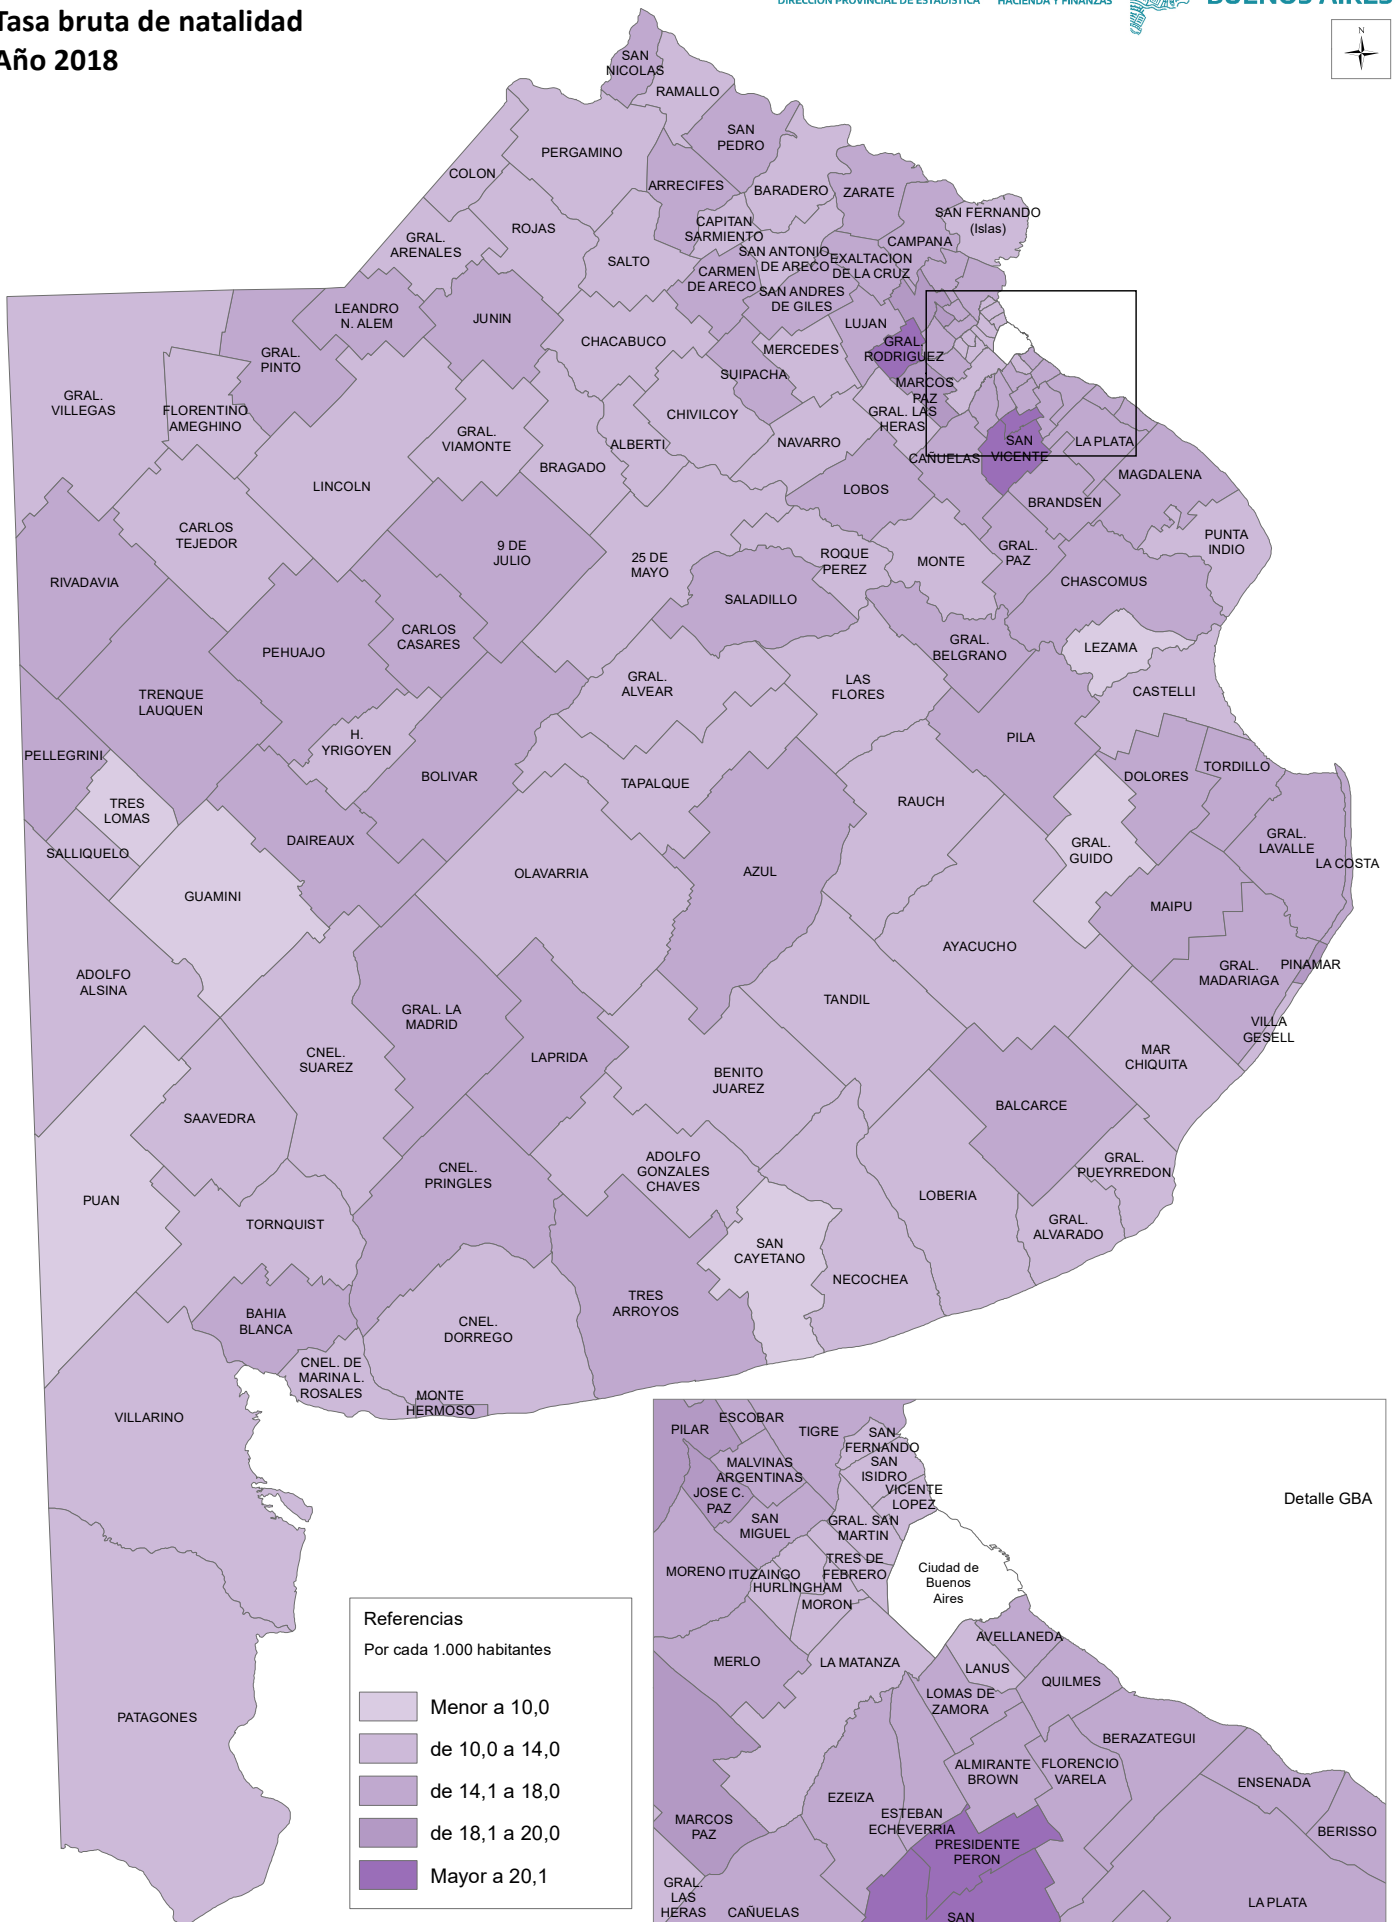 Tasa bruta de natalidad
Año 2018
DIRECCIÓN PROVINCIAL DE ESTADÍSTICA
HACIENDA Y FINANZAS
BUENOS AIRES
N
SAN
NICOLAS
RAMALLO
SAN
PEDRO
PERGAMINO
COLON
ARRECIFES
BARADERO
ZARATE
SAN FERNANDO
(Islas)
ROJAS
CAPITAN
SARMIENTO
GRAL.
ARENALES
SALTO
SAN ANTONIO
DE ARECO
CAMPANA
EXALTACION
DE LA CRUZ
CARMEN
DE ARECO
SAN ANDRES
DE GILES
LEANDRO
N. ALEM
JUNIN
LUJAN
CHACABUCO
MERCEDES
GRAL.
RODRIGUEZ
GRAL.
PINTO
SUIPACHA
MARCOS
PAZ
GRAL.
VILLEGAS
FLORENTINO
AMEGHINO
CHIVILCOY
GRAL. LAS
HERAS
GRAL.
VIAMONTE
ALBERTI
NAVARRO
SAN
VICENTE
LA PLATA
BRAGADO
CAÑUELAS
LINCOLN
LOBOS
MAGDALENA
BRANDSEN
CARLOS
TEJEDOR
9 DE
JULIO
25 DE
MAYO
ROQUE
PEREZ
MONTE
GRAL.
PAZ
PUNTA
INDIO
RIVADAVIA
SALADILLO
CHASCOMUS
PEHUAJO
CARLOS
CASARES
GRAL.
BELGRANO
LEZAMA
TRENQUE
LAUQUEN
GRAL.
ALVEAR
LAS
FLORES
CASTELLI
H.
YRIGOYEN
PILA
PELLEGRINI
BOLIVAR
TAPALQUE
DOLORES
TORDILLO
TRES
LOMAS
RAUCH
SALLIQUELO
DAIREAUX
GRAL.
GUIDO
GRAL.
LAVALLE
LA COSTA
GUAMINI
OLAVARRIA
AZUL
MAIPU
AYACUCHO
ADOLFO
ALSINA
GRAL.
MADARIAGA
PINAMAR
GRAL. LA
MADRID
TANDIL
VILLA
GESELL
CNEL.
SUAREZ
LAPRIDA
BENITO
JUAREZ
MAR
CHIQUITA
SAAVEDRA
BALCARCE
CNEL.
PRINGLES
ADOLFO
GONZALES
CHAVES
GRAL.
PUEYRREDON
PUAN
LOBERIA
TORNQUIST
GRAL.
ALVARADO
SAN
CAYETANO
NECOCHEA
BAHIA
BLANCA
TRES
ARROYOS
CNEL.
DORREGO
CNEL. DE
MARINA L.
ROSALES
MONTE
HERMOSO
VILLARINO
PATAGONES
Referencias
Por cada 1.000 habitantes
Menor a 10,0
de 10,0 a 14,0
de 14,1 a 18,0
de 18,1 a 20,0
Mayor a 20,1
Detalle GBA
PILAR
ESCOBAR
TIGRE
SAN
FERNANDO
SAN
ISIDRO
MALVINAS
ARGENTINAS
JOSE C.
PAZ
VICENTE
LOPEZ
SAN
MIGUEL
GRAL. SAN
MARTIN
TRES DE
FEBRERO
MORENO
ITUZAINGO
HURLINGHAM
MORON
Ciudad de
Buenos
Aires
MERLO
LA MATANZA
AVELLANEDA
LANUS
QUILMES
LOMAS DE
ZAMORA
BERAZATEGUI
ALMIRANTE
BROWN
FLORENCIO
VARELA
ENSENADA
EZEIZA
ESTEBAN
ECHEVERRIA
MARCOS
PAZ
BERISSO
PRESIDENTE
PERON
GRAL.
LAS
HERAS
CAÑUELAS
LA PLATA
SAN